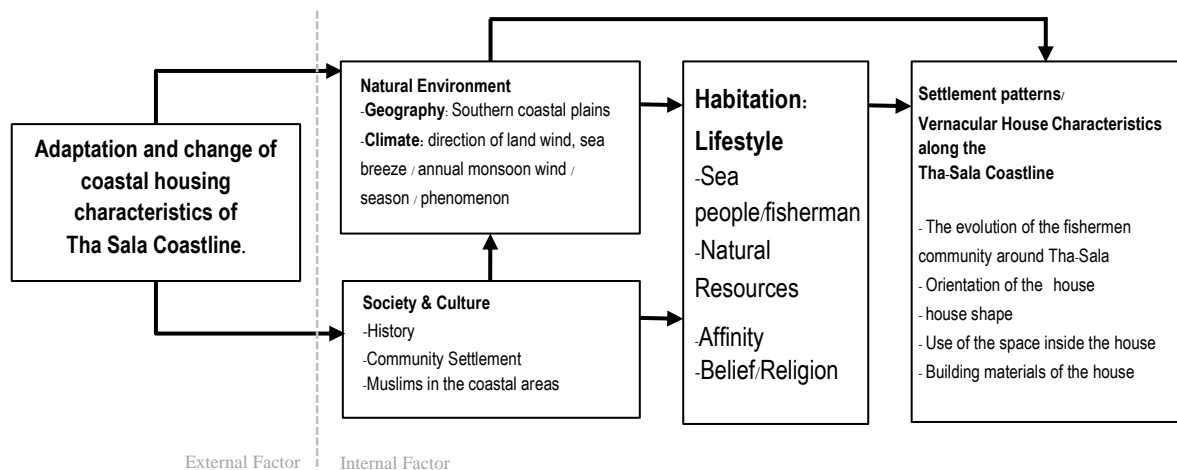 Adaptation and change of
coastal housing
characteristics of
Tha Sala Coastline.
Natural Environment
-Geography: Southern coastal plains
-Climate: direction of land wind, sea
breeze / annual monsoon wind /
season / phenomenon
Society & Culture
-History
-Community Settlement
-Muslims in the coastal areas
Habitation:
Lifestyle
-Sea
people/fisherman
-Natural
Resources
-Affinity
-Belief/Religion
Settlement patterns/
Vernacular House Characteristics
along the
Tha-Sala Coastline
- The evolution of the fishermen
community around Tha-Sala
- Orientation of the house
- house shape
- Use of the space inside the house
- Building materials of the house
External Factor
Internal Factor